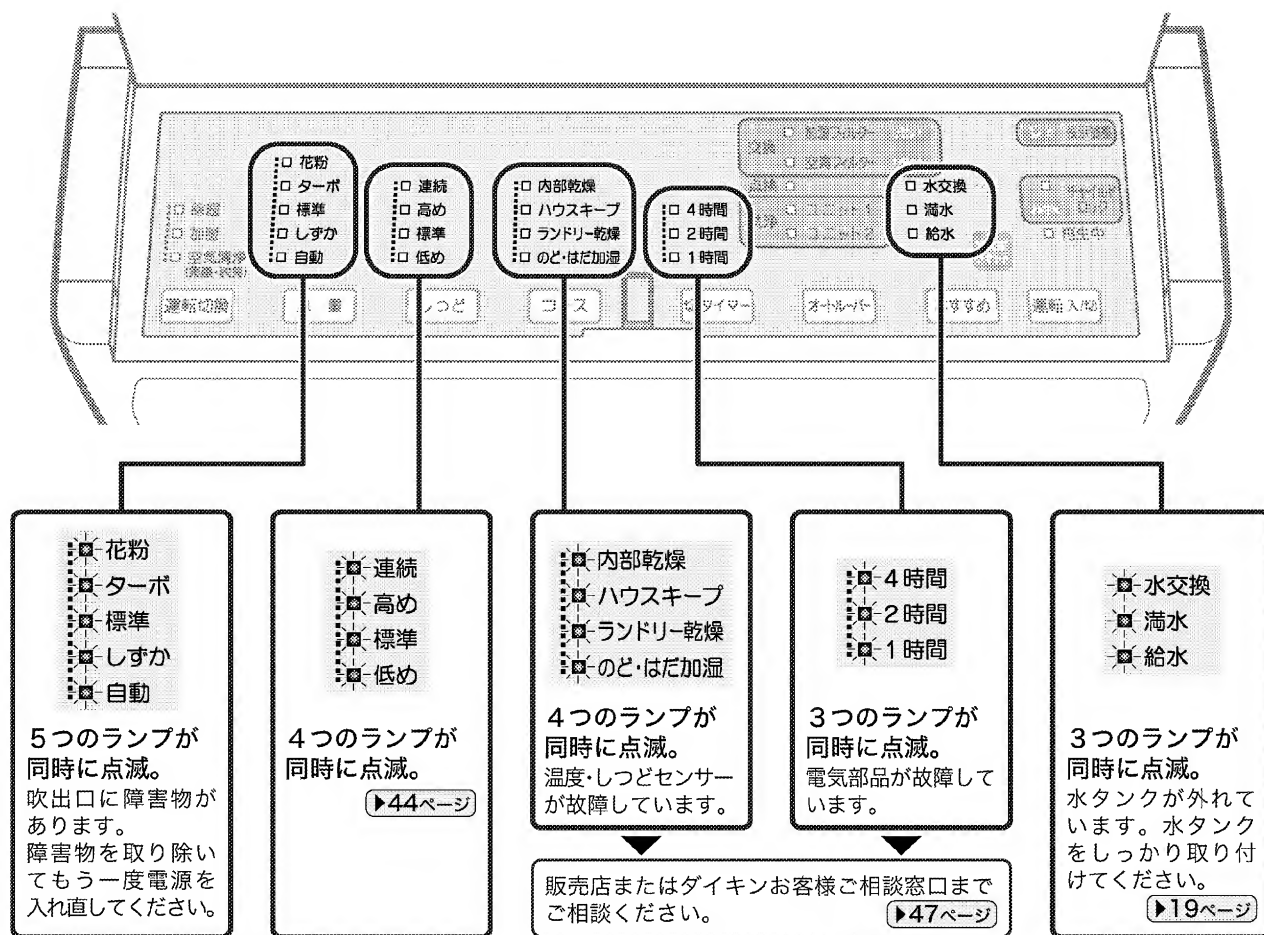 花粉
ターボ
標準
しずか
自動
連続
高め
標準
低め
内部乾燥
ハウスキープ
ランドリー乾燥
のど・はだ加湿
4時間
2時間
1時間
水交換
満水
給水
空気清浄
運転切換
しつど
オートルーバー
運転 入/切
花粉
ターボ
標準
しずか
自動
5つのランプが
同時に点滅。
吹出口に障害物が
あります。
障害物を取り除い
てもう一度電源を
入れ直してください。
連続
高め
標準
低め
4つのランプが
同時に点滅。
▶44ページ
内部乾燥
ハウスキープ
ランドリー乾燥
のど・はだ加湿
4つのランプが
同時に点滅。
温度・しつどセンサー
が故障しています。
4時間
2時間
1時間
3つのランプが
同時に点滅。
電気部品が故障して
います。
販売店またはダイキンお客様ご相談窓口まで
ご相談ください。
▶47ページ
水交換
満水
給水
3つのランプが
同時に点滅。
水タンクが外れて
います。水タンク
をしっかり取り付
けてください。
▶19ページ